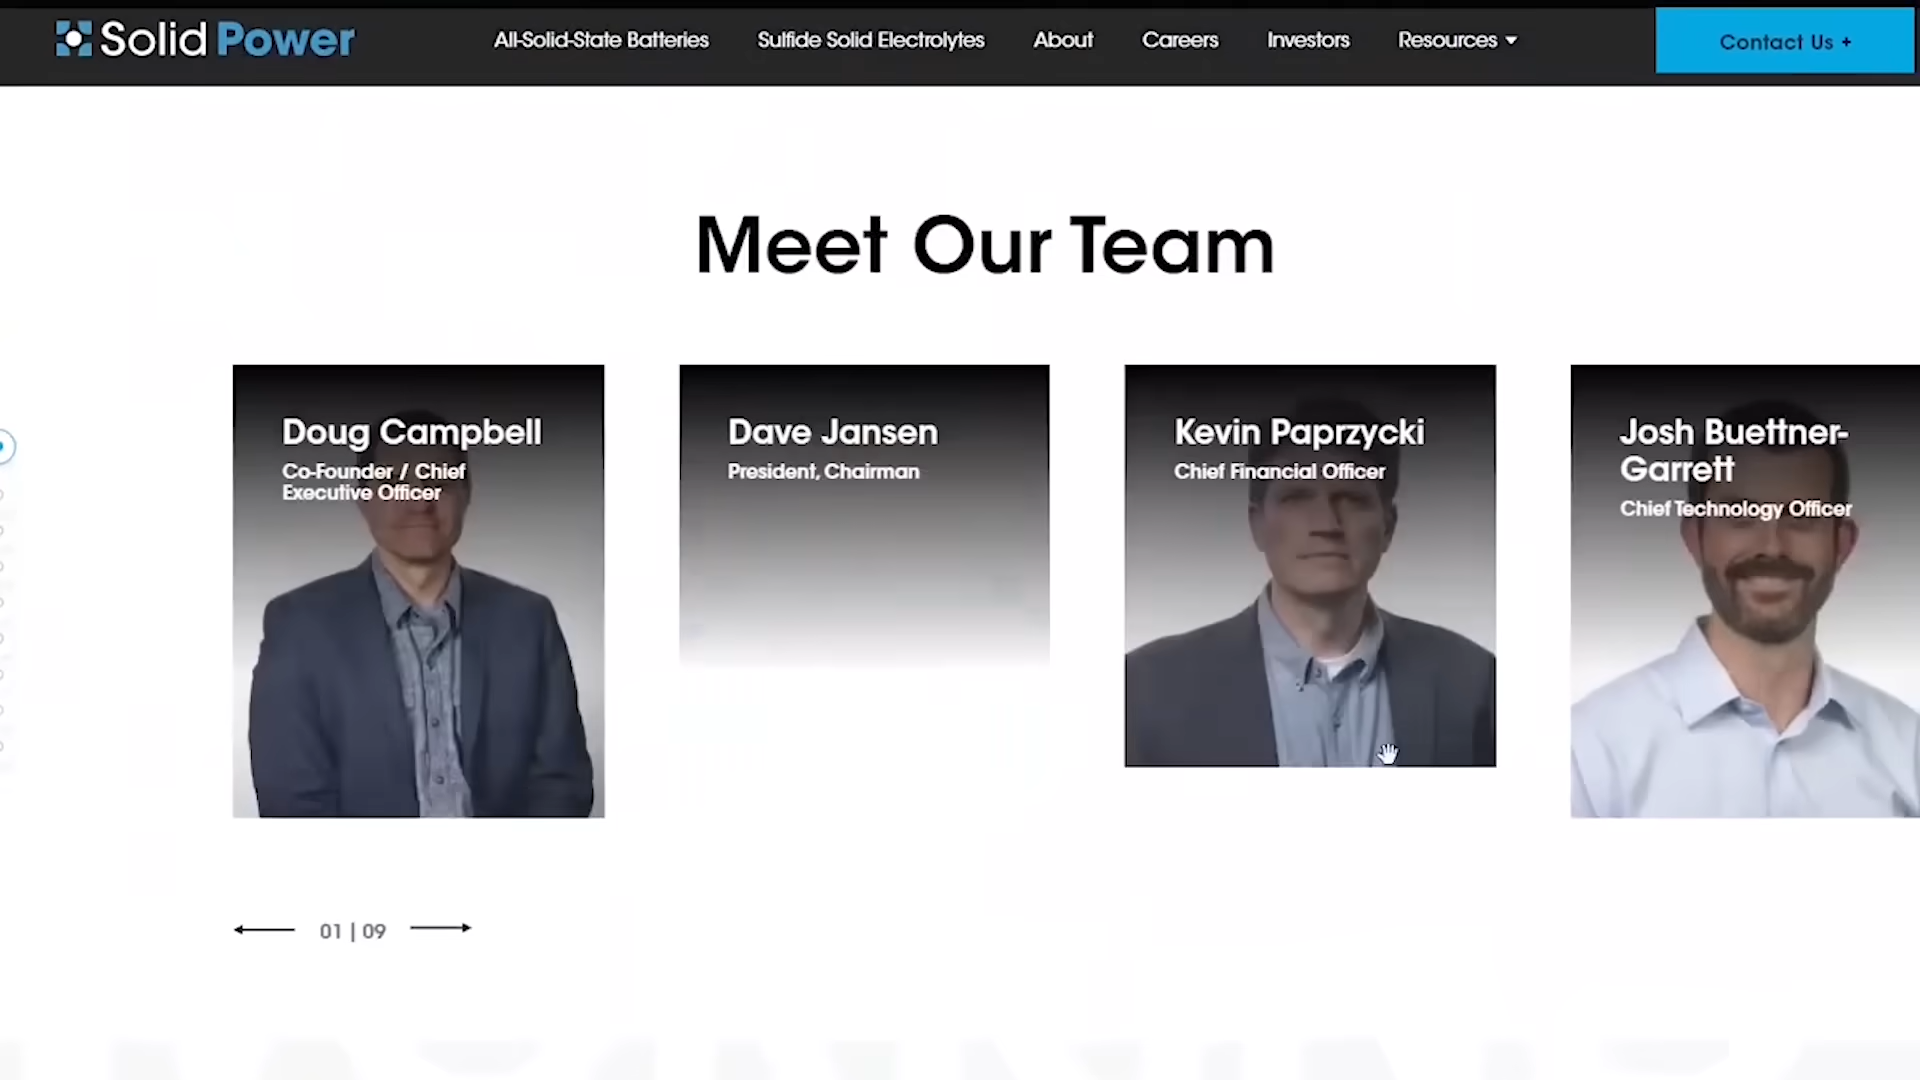 Solid Power
All-Solid-State Batteries
Sulfide Solid Electrolytes
About
Careers
Investors
Resources
Contact Us +
Meet Our Team
Doug Campbell
Co-Founder / Chief
Executive Officer
Dave Jansen
President, Chairman
Kevin Paprzycki
Chief Financial Officer
Josh Buettner-
Garrett
Chief Technology Officer
01 | 09